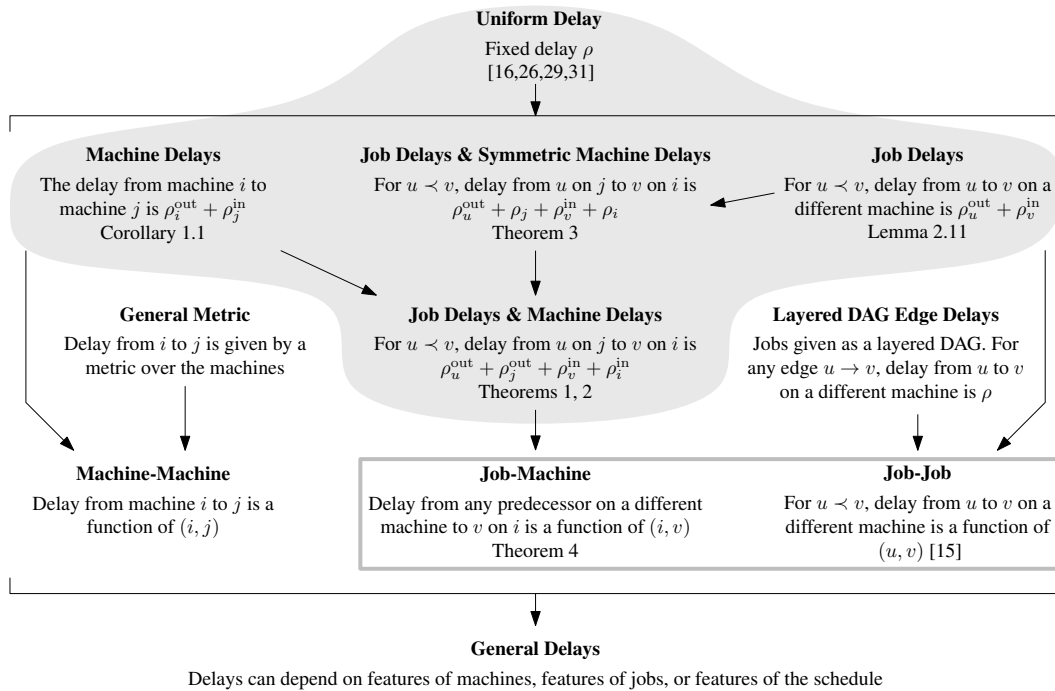 Uniform Delay
Fixed delay ρ
[16,26,29,31]
Machine Delays
The delay from machine i to
machine j is ρ_i^out + ρ_j^in
Corollary 1.1
Job Delays & Symmetric Machine Delays
For u ≺ v, delay from u on j to v on i is
ρ_u^out + ρ_j + ρ_v^in + ρ_i
Theorem 3
Job Delays
For u ≺ v, delay from u to v on a
different machine is ρ_u^out + ρ_v^in
Lemma 2.11
General Metric
Delay from i to j is given by a
metric over the machines
Job Delays & Machine Delays
For u ≺ v, delay from u on j to v on i is
ρ_u^out + ρ_j^out + ρ_v^in + ρ_i^in
Theorems 1, 2
Layered DAG Edge Delays
Jobs given as a layered DAG. For
any edge u → v, delay from u to v
on a different machine is ρ
Machine-Machine
Delay from machine i to j is a
function of (i, j)
Job-Machine
Delay from any predecessor on a different
machine to v on i is a function of (i, v)
Theorem 4
Job-Job
For u ≺ v, delay from u to v on a
different machine is a function of
(u, v) [15]
General Delays
Delays can depend on features of machines, features of jobs, or features of the schedule